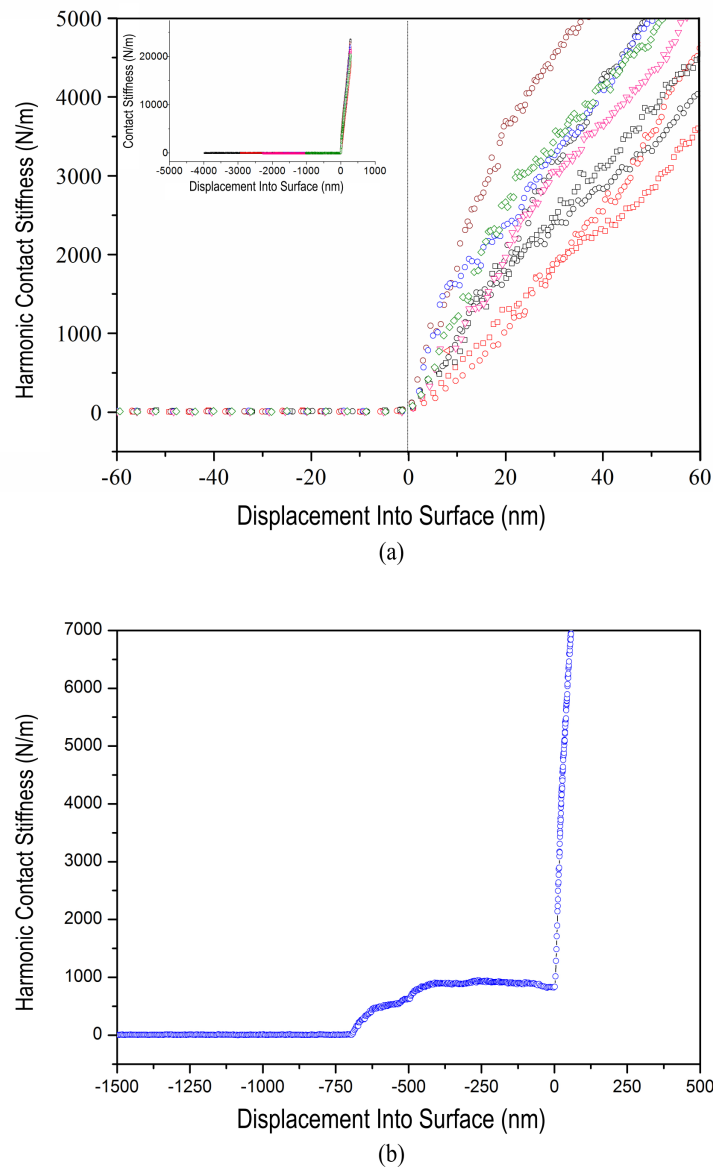 5000
4000
3000
2000
1000
0
Harmonic Contact Stiffness (N/m)
20000
10000
0
Contact Stiffness (N/m)
-5000 -4000 -3000 -2000 -1000 0 1000
Displacement Into Surface (nm)
-60 -40 -20 0 20 40 60
Displacement Into Surface (nm)
(a)
7000
6000
5000
4000
3000
2000
1000
0
Harmonic Contact Stiffness (N/m)
-1500 -1250 -1000 -750 -500 -250 0 250 500
Displacement Into Surface (nm)
(b)